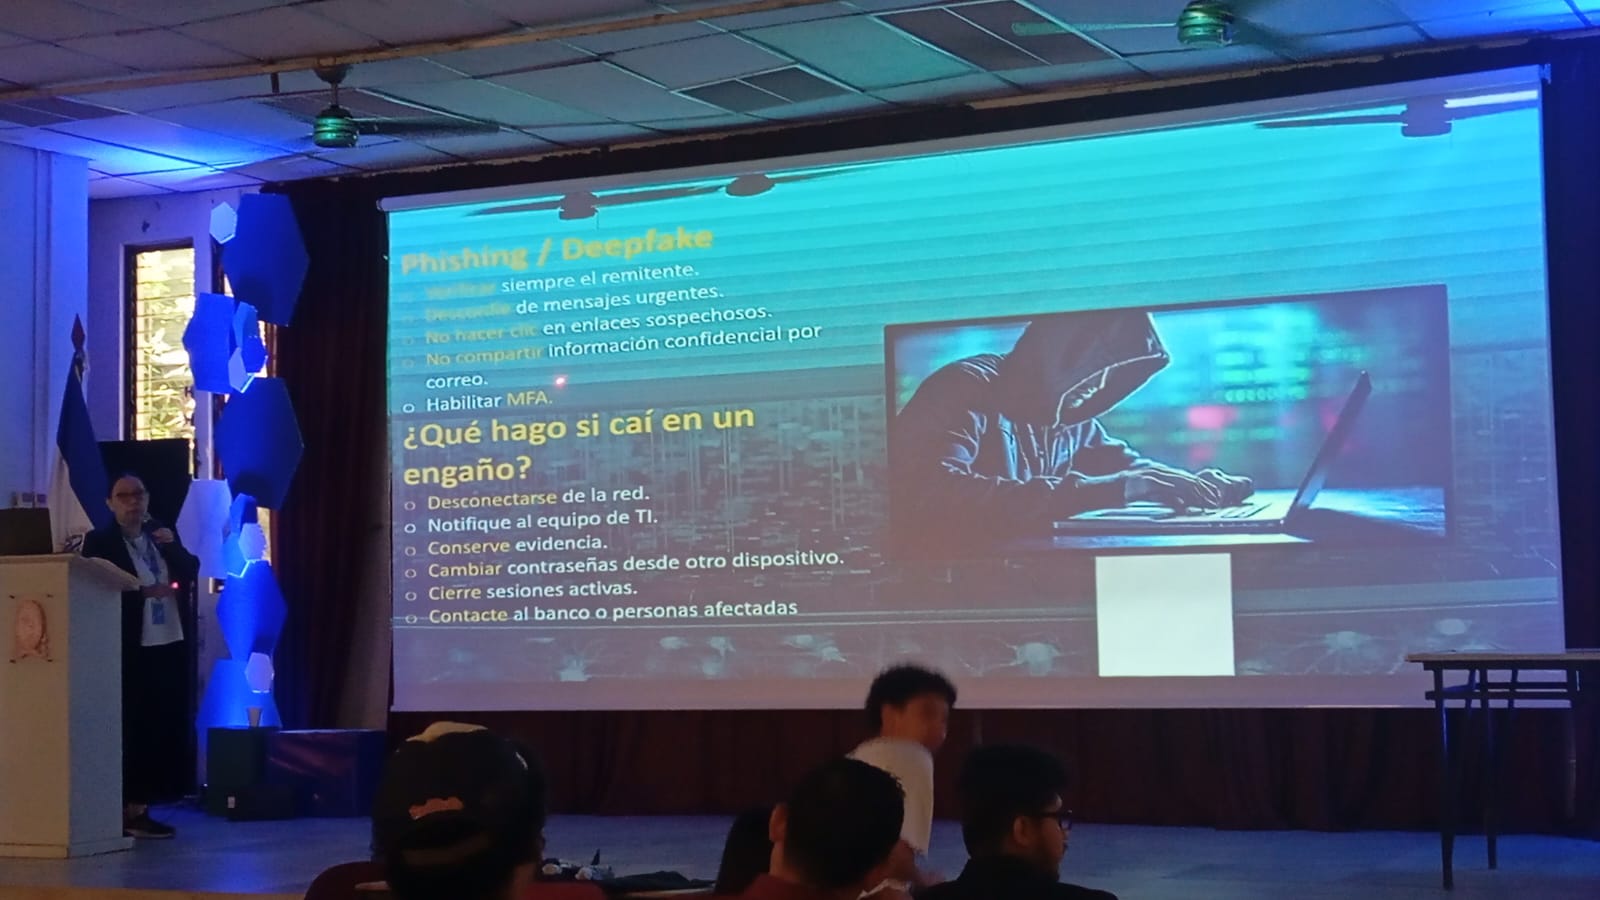 Phishing / Deepfake
o Verificar siempre el remitente.
o Desconfíe de mensajes urgentes.
o No hacer clic en enlaces sospechosos.
o No compartir información confidencial por
correo.
o Habilitar MFA.
¿Qué hago si caí en un
engaño?
o Desconectarse de la red.
o Notifique al equipo de TI.
o Conserve evidencia.
o Cambiar contraseñas desde otro dispositivo.
o Cierre sesiones activas.
o Contacte al banco o personas afectadas